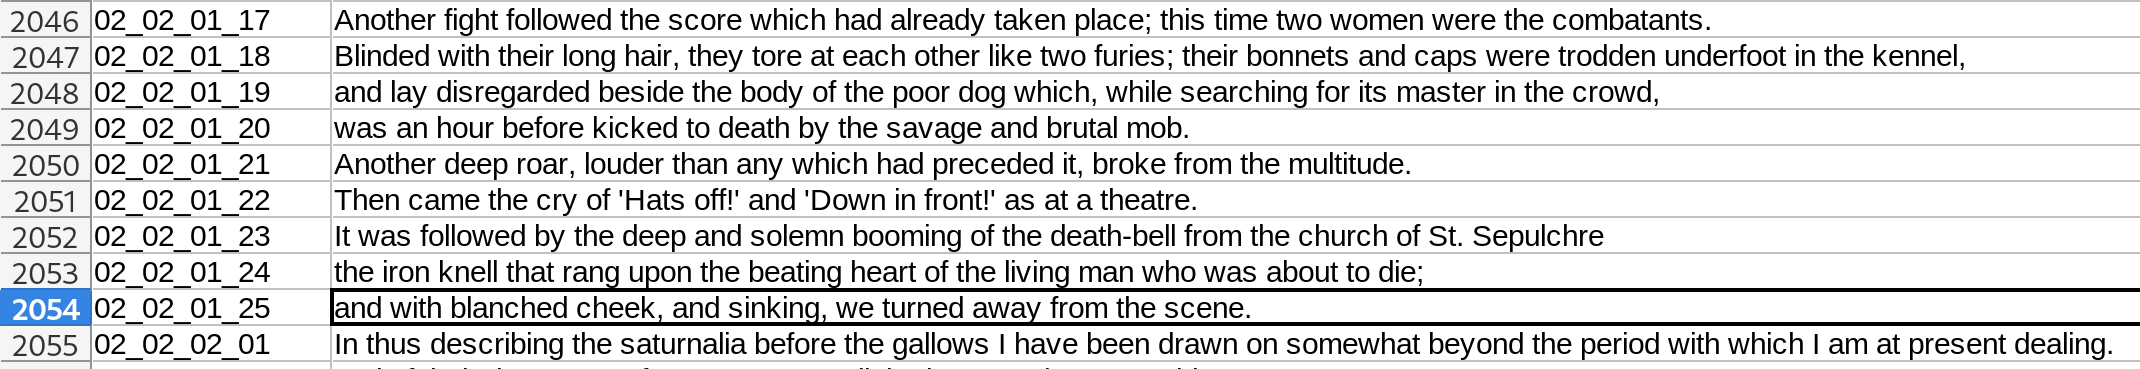 2046 02_02_01_17 Another fight followed the score which had already taken place; this time two women were the combatants.
2047 02_02_01_18 Blinded with their long hair, they tore at each other like two furies; their bonnets and caps were trodden underfoot in the kennel,
2048 02_02_01_19 and lay disregarded beside the body of the poor dog which, while searching for its master in the crowd,
2049 02_02_01_20 was an hour before kicked to death by the savage and brutal mob.
2050 02_02_01_21 Another deep roar, louder than any which had preceded it, broke from the multitude.
2051 02_02_01_22 Then came the cry of 'Hats off!' and 'Down in front!' as at a theatre.
2052 02_02_01_23 It was followed by the deep and solemn booming of the death-bell from the church of St. Sepulchre
2053 02_02_01_24 the iron knell that rang upon the beating heart of the living man who was about to die;
2054 02_02_01_25 and with blanched cheek, and sinking, we turned away from the scene.
2055 02_02_02_01 In thus describing the saturnalia before the gallows I have been drawn on somewhat beyond the period with which I am at present dealing.